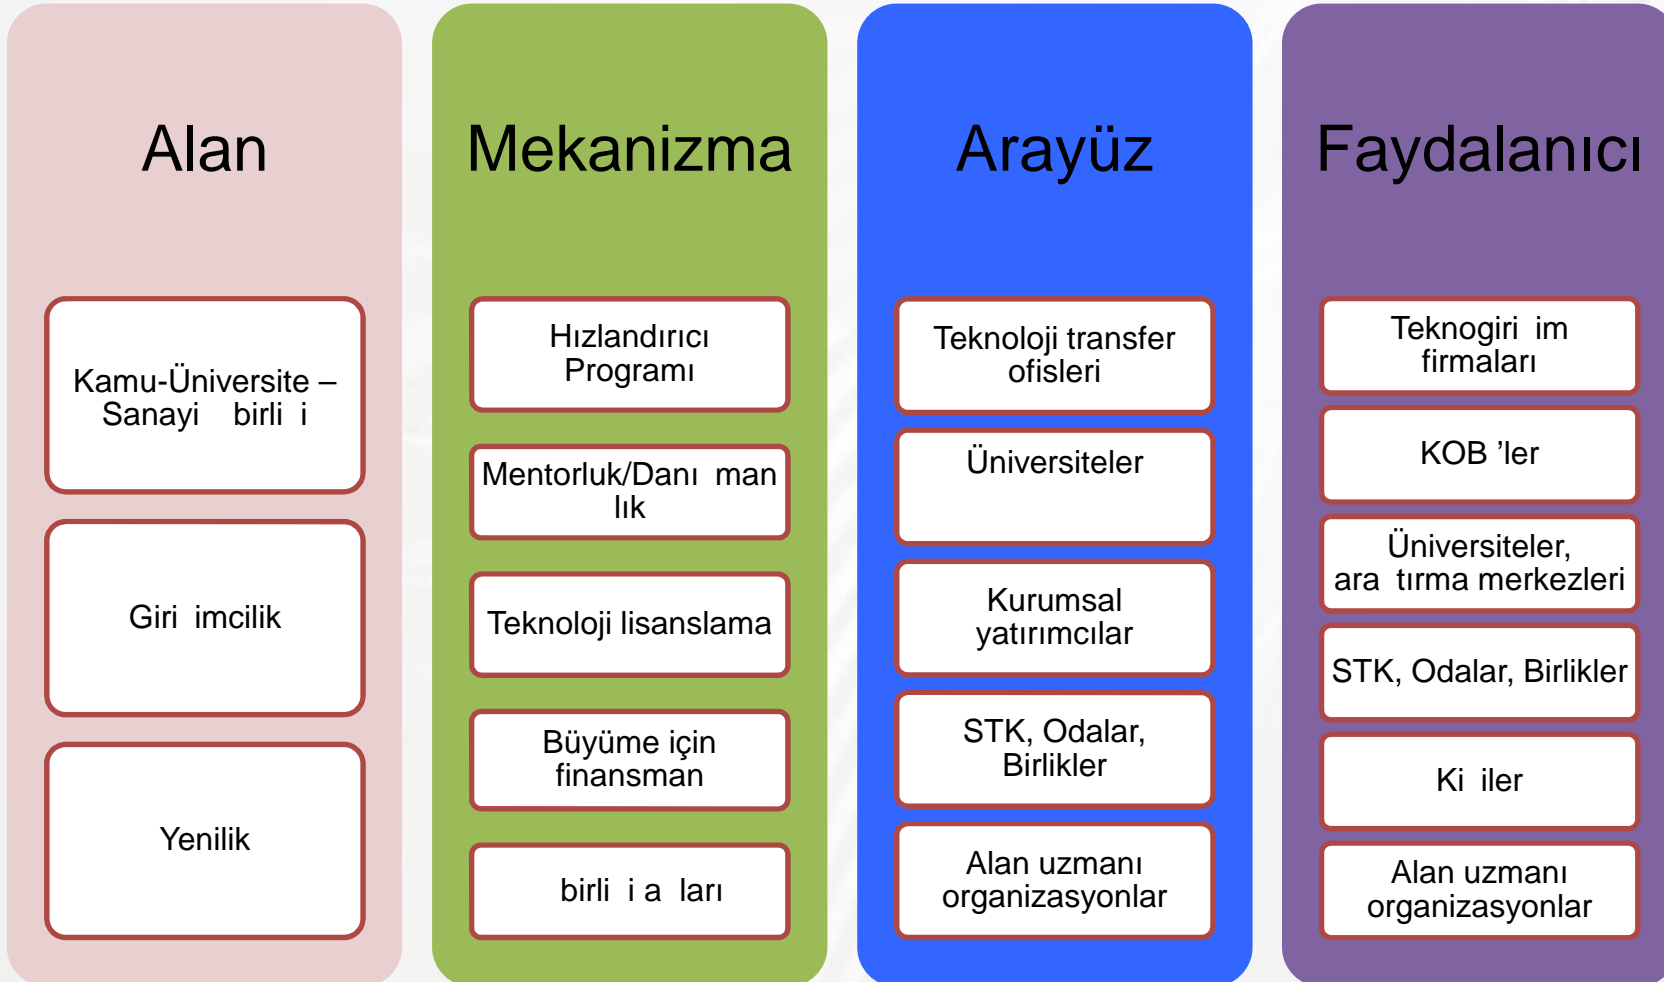 Alan
Kamu-Üniversite –
Sanayi birli i
Giri imcilik
Yenilik
Mekanizma
Hızlandırıcı
Programı
Mentorluk/Danı man
lık
Teknoloji lisanslama
Büyüme için
finansman
birli i a ları
Arayüz
Teknoloji transfer
ofisleri
Üniversiteler
Kurumsal
yatırımcılar
STK, Odalar,
Birlikler
Alan uzmanı
organizasyonlar
Faydalanıcı
Teknogiri im
firmaları
KOB ’ler
Üniversiteler,
ara tırma merkezleri
STK, Odalar, Birlikler
Ki iler
Alan uzmanı
organizasyonlar